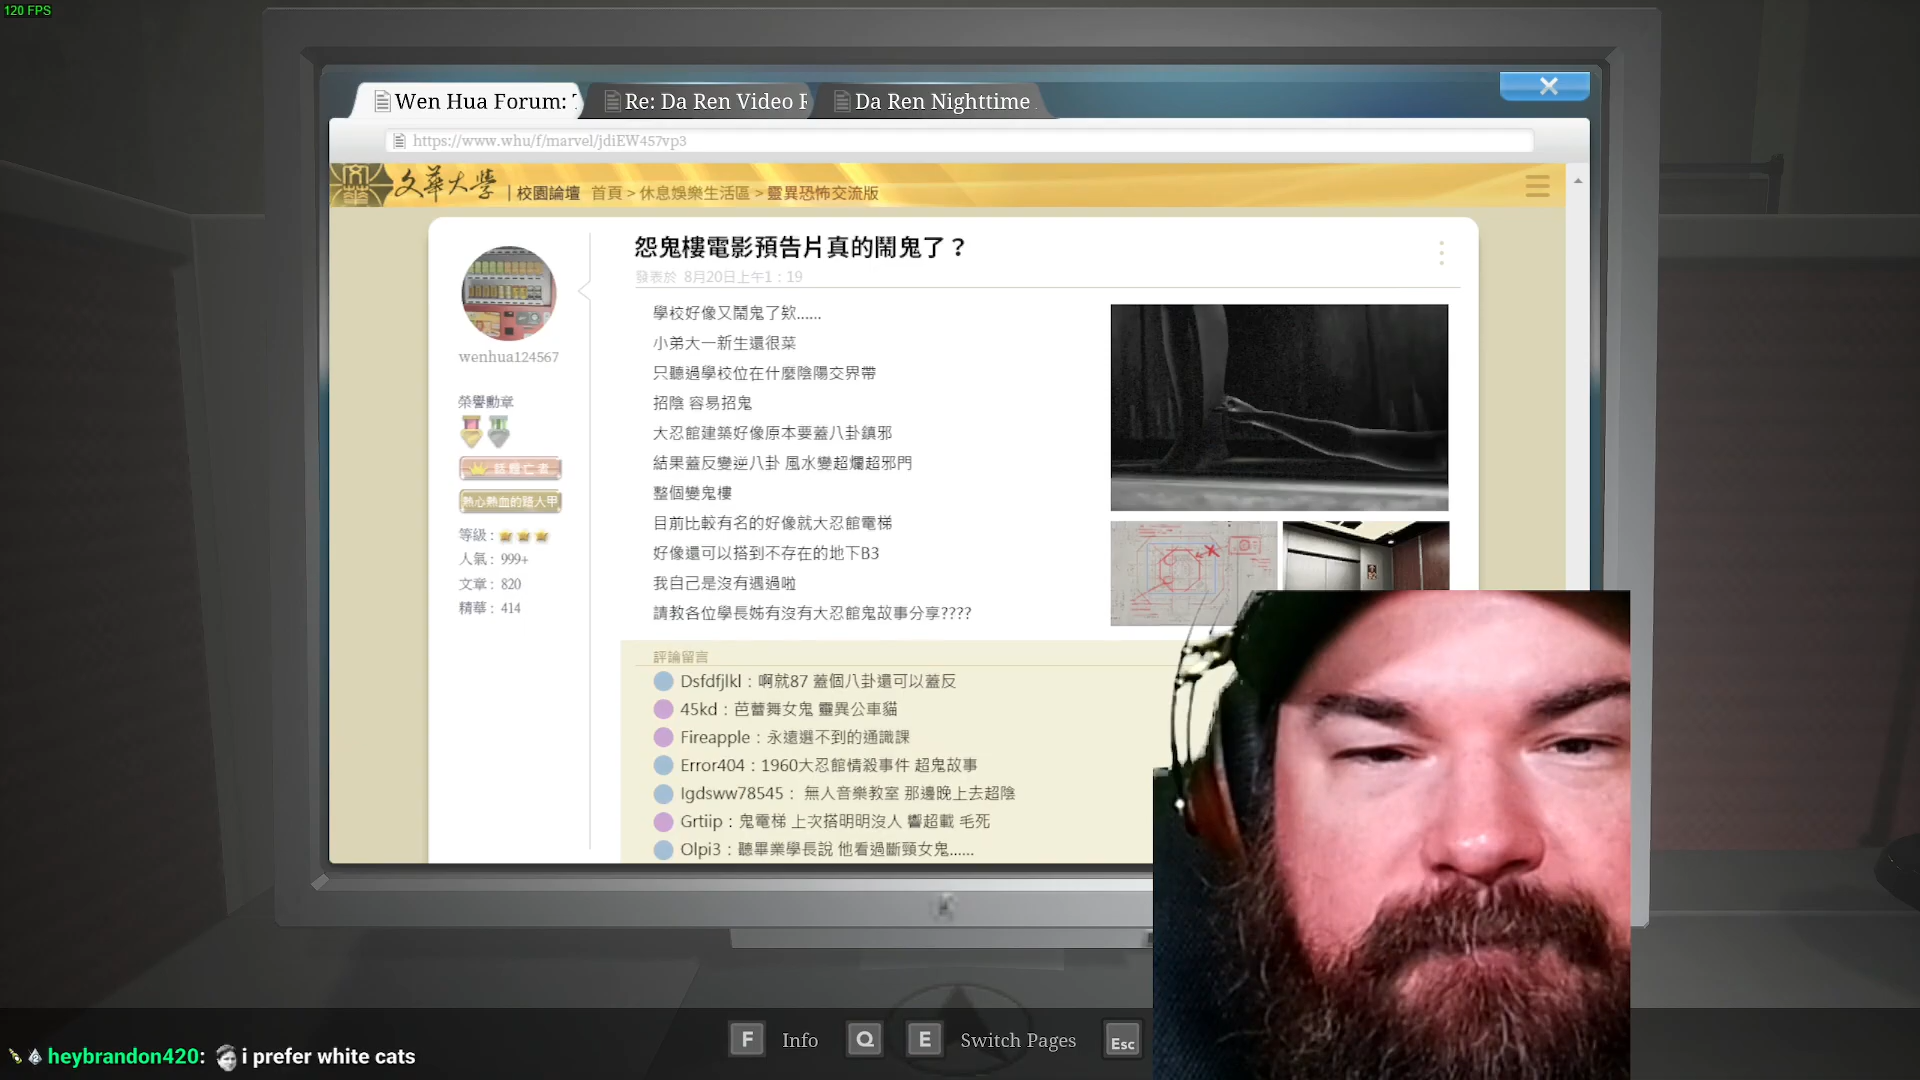 120 FPS
Wen Hua Forum:
Re: Da Ren Video
Da Ren Nighttime
https://www.whu/f/marvel/jdiEW457vp3
文華大學 | 校園論壇 首頁 > 休息娛樂生活區 > 靈異恐怖交流版
怨鬼樓電影預告片真的鬧鬼了？
發表於 8月20日上午1：19
wenhua124567
榮譽勳章
話題亡者
熱心熱血的路人甲
等級：
人氣：999+
文章：820
精華：414
學校好像又鬧鬼了欸......
小弟大一新生還很菜
只聽過學校位在什麼陰陽交界帶
招陰 容易招鬼
大忍館建築好像原本要蓋八卦鎮邪
結果蓋反變逆八卦 風水變超爛超邪門
整個變鬼樓
目前比較有名的好像就大忍館電梯
好像還可以搭到不存在的地下B3
我自己是沒有遇過啦
請教各位學長姊有沒有大忍館鬼故事分享????
評論留言
Dsfdfjlkl：啊就87 蓋個八卦還可以蓋反
45kd：芭蕾舞女鬼 靈異公車貓
Fireapple：永遠選不到的通識課
Error404：1960大忍館情殺事件 超鬼故事
Igdsww78545： 無人音樂教室 那邊晚上去超陰
Grtiip：鬼電梯 上次搭明明沒人 響超載 毛死
Olpi3：聽畢業學長說 他看過斷頸女鬼......
F Info Q E Switch Pages Esc
heybrandon420: i prefer white cats